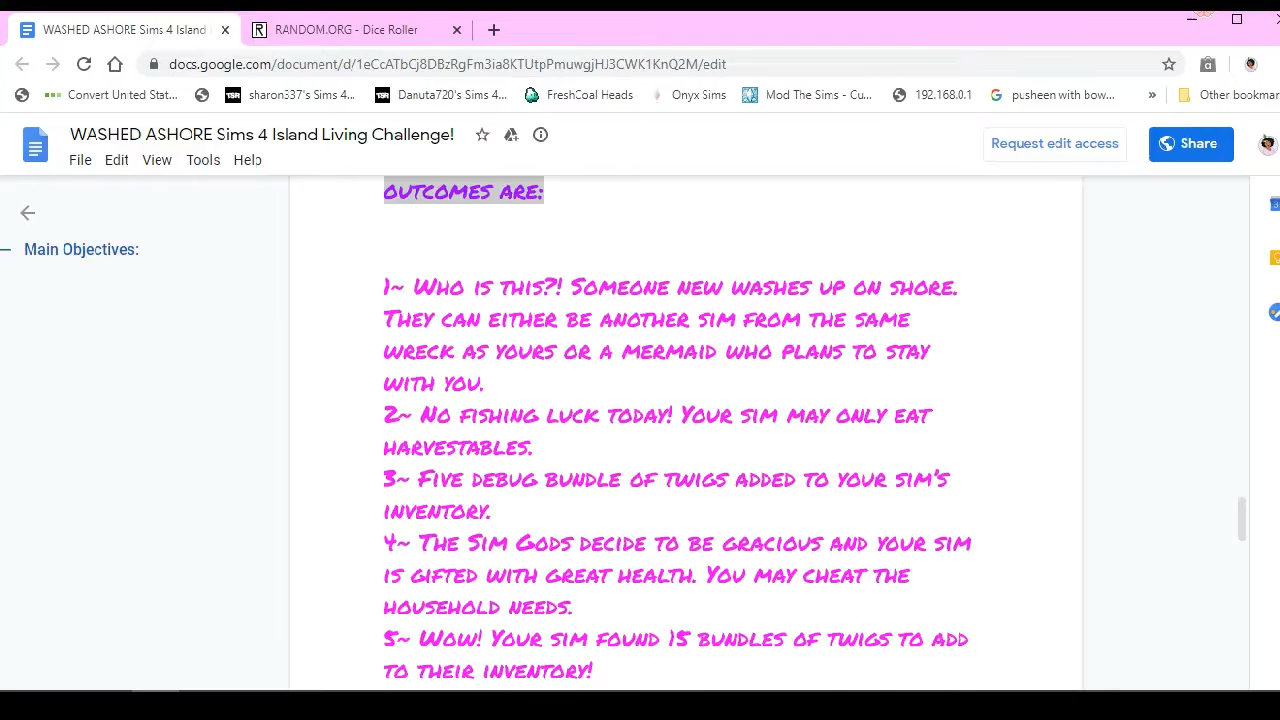 WASHED ASHORE Sims 4 Island
RANDOM.ORG - Dice Roller
docs.google.com/document/d/1eCcATbCj8DBzRgFm3ia8KTUtpPmuwgjHJ3CWK1KnQ2M/edit
Convert United Stat... sharon337's Sims 4... Danuta720's Sims 4... FreshCoal Heads Onyx Sims Mod The Sims - Cu... 192.168.0.1 pusheen with bow... » Other bookmar
WASHED ASHORE Sims 4 Island Living Challenge!
Request edit access
Share
File Edit View Tools Help
OUTCOMES ARE:
Main Objectives:
1~ Who is this?! Someone new washes up on shore.
They can either be another sim from the same
wreck as yours or a mermaid who plans to stay
with you.
2~ No fishing luck today! Your sim may only eat
harvestables.
3~ Five debug bundle of twigs added to your sim's
inventory.
4~ The Sim Gods decide to be gracious and your sim
is gifted with great health. You may cheat the
household needs.
5~ Wow! Your sim found 15 bundles of twigs to add
to their inventory!